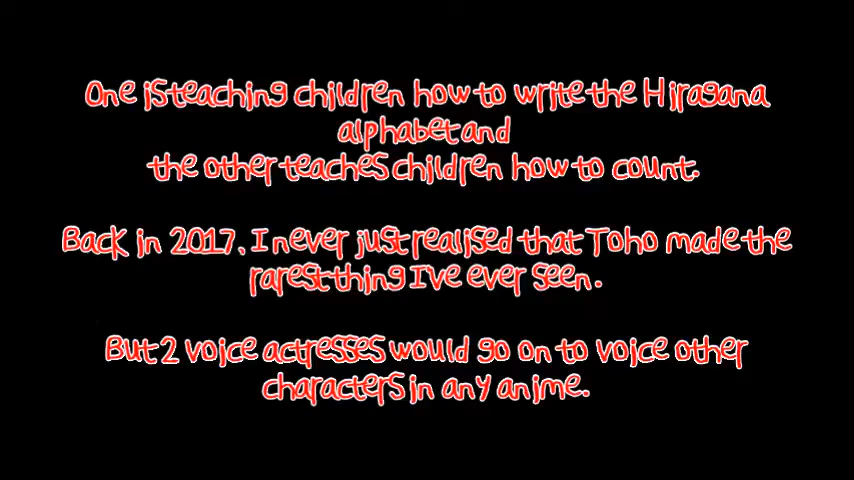 One is teaching children how to write the Hiragana
alphabet and
the other teaches children how to count.
Back in 2017, I never just realised that Toho made the
rarest thing I've ever seen.
But 2 voice actresses would go on to voice other
characters in any anime.